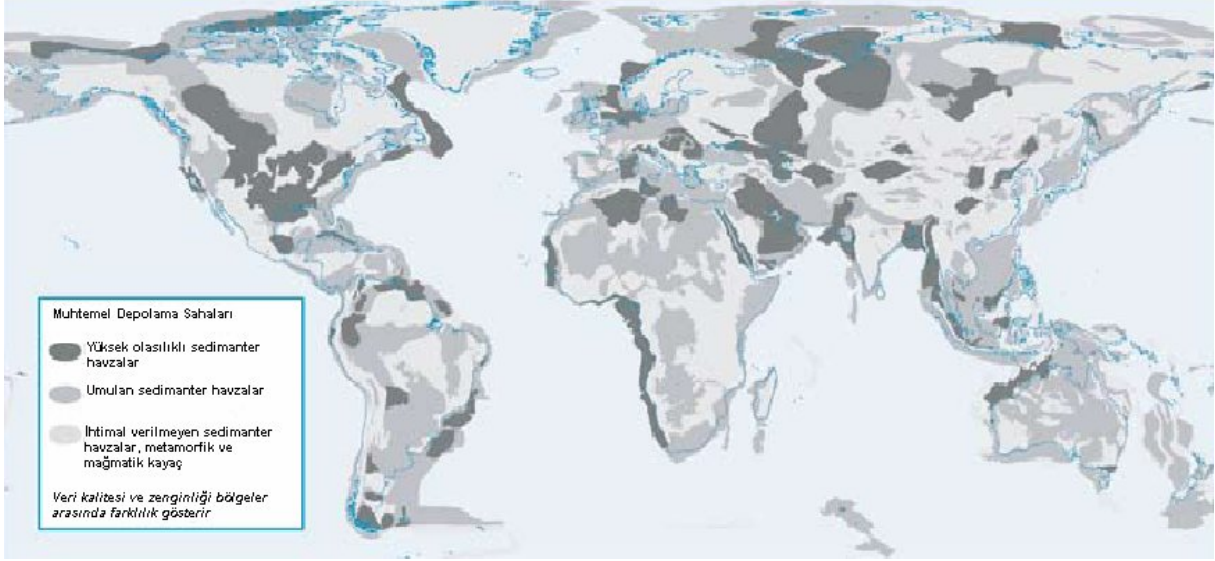 Muhtemel Depolama Sahaları
Yüksek olasılıklı sedimanter
havzalar
Umulan sedimanter havzalar
İhtimal verilmeyen sedimanter
havzalar, metamorfik ve
mağmatik kayaç
Veri kalitesi ve zenginliği bölgeler
arasında farklılık gösterir